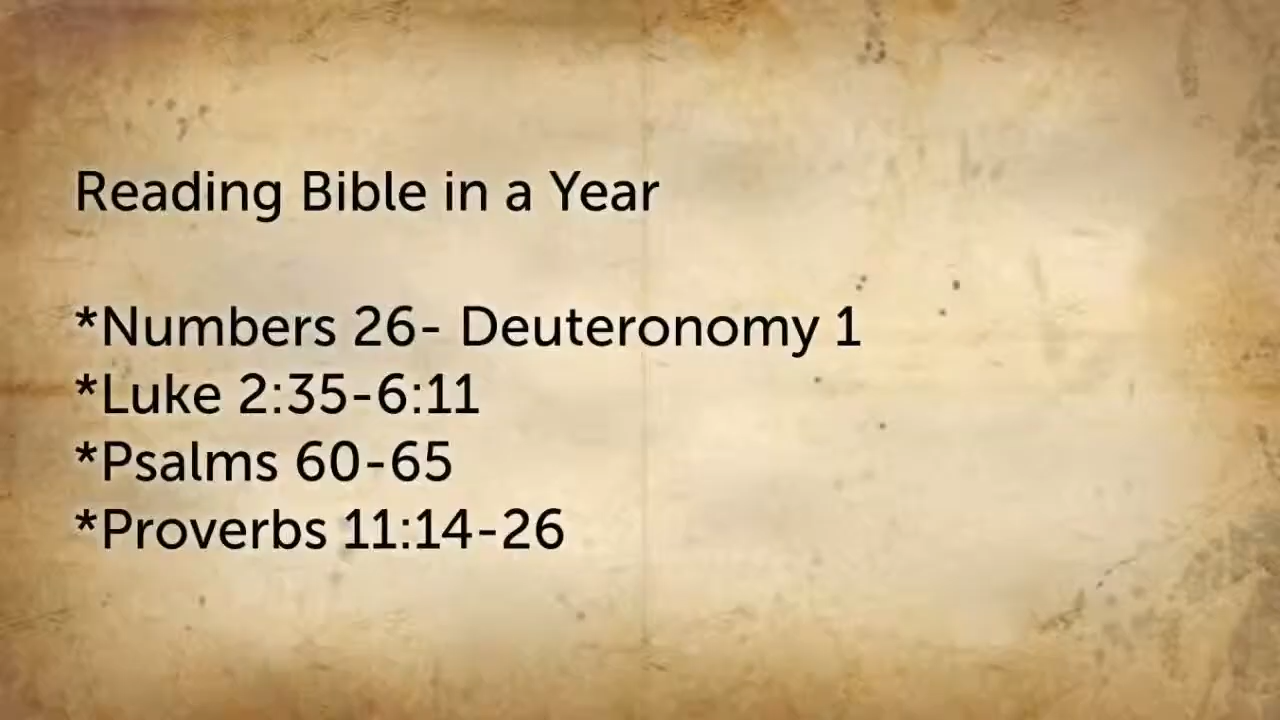 Reading Bible in a Year
*Numbers 26- Deuteronomy 1
*Luke 2:35-6:11
*Psalms 60-65
*Proverbs 11:14-26